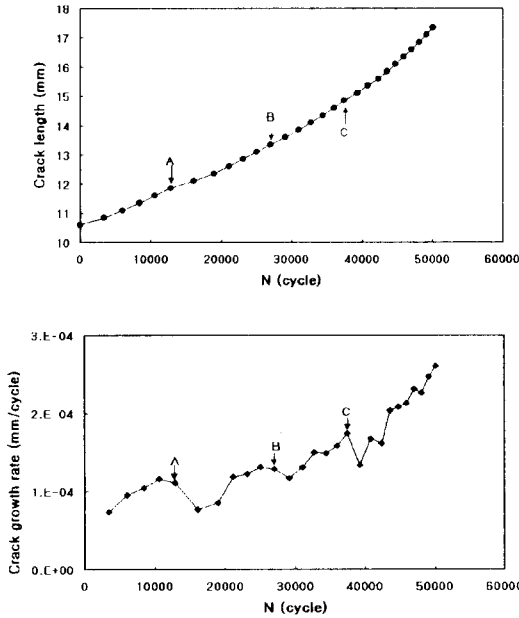 18
17
16
15
14
13
12
11
10
Crack length (mm)
A
B
C
0 10000 20000 30000 40000 50000 60000
N (cycle)
3.E-04
2.E-04
1.E-04
0.E+00
Crack growth rate (mm/cycle)
A
B
C
0 10000 20000 30000 40000 50000 60000
N (cycle)